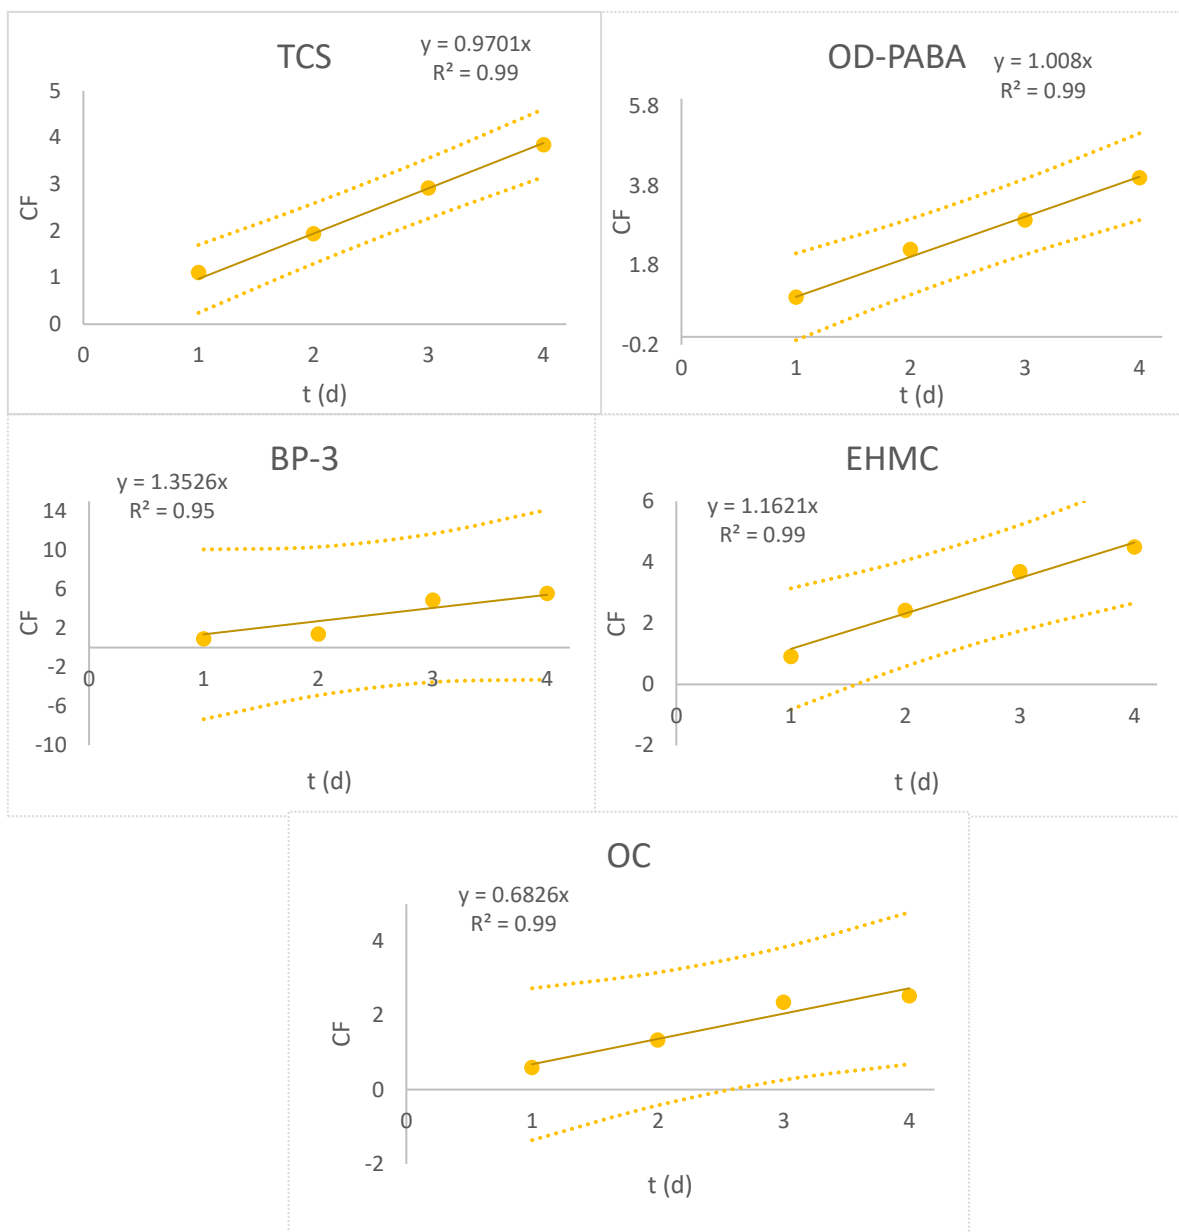 TCS
y = 0.9701x
R² = 0.99
5
4
3
2
1
0
CF
0 1 2 3 4
t (d)
OD-PABA
y = 1.008x
R² = 0.99
5.8
3.8
1.8
-0.2
CF
0 1 2 3 4
t (d)
BP-3
y = 1.3526x
R² = 0.95
14
10
6
2
-2
-6
-10
CF
0 1 2 3 4
t (d)
EHMC
y = 1.1621x
R² = 0.99
6
4
2
0
-2
CF
0 1 2 3 4
t (d)
OC
y = 0.6826x
R² = 0.99
4
2
0
-2
CF
0 1 2 3 4
t (d)